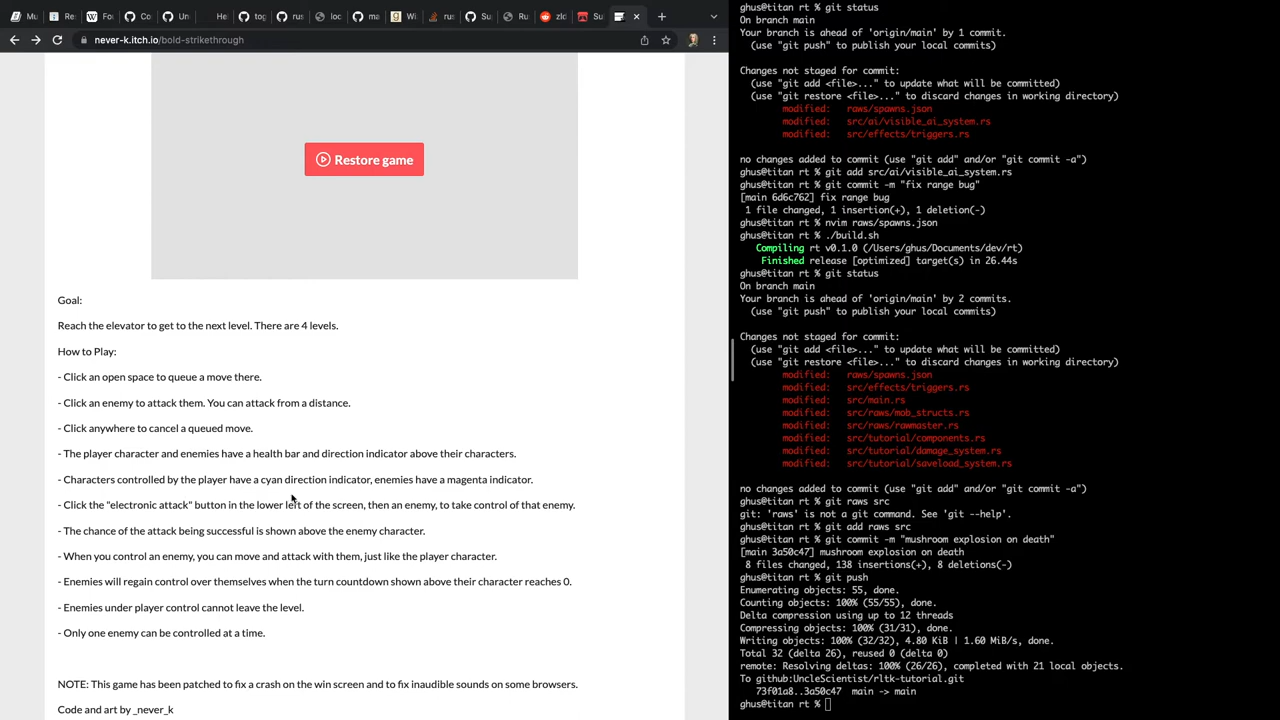 Yo
Fut
Co
Un
He
tog
rus
loc
ma
Wi
rus
Su
Ru
zld
Su
never-k.itch.io/bold-strikethrough
Restore game
Goal:
Reach the elevator to get to the next level. There are 4 levels.
How to Play:
- Click an open space to queue a move there.
- Click an enemy to attack them. You can attack from a distance.
- Click anywhere to cancel a queued move.
- The player character and enemies have a health bar and direction indicator above their characters.
- Characters controlled by the player have a cyan direction indicator, enemies have a magenta indicator.
- Click the "electronic attack" button in the lower left of the screen, then an enemy, to take control of that enemy.
- The chance of the attack being successful is shown above the enemy character.
- When you control an enemy, you can move and attack with them, just like the player character.
- Enemies will regain control over themselves when the turn countdown shown above their character reaches 0.
- Enemies under player control cannot leave the level.
- Only one enemy can be controlled at a time.
NOTE: This game has been patched to fix a crash on the win screen and to fix inaudible sounds on some browsers.
Code and art by _never_k
ghus@titan rt % git status
On branch main
Your branch is ahead of 'origin/main' by 1 commit.
(use "git push" to publish your local commits)
Changes not staged for commit:
(use "git add <file>..." to update what will be committed)
(use "git restore <file>..." to discard changes in working directory)
modified: raws/spawns.json
modified: src/ai/visible_ai_system.rs
modified: src/effects/triggers.rs
no changes added to commit (use "git add" and/or "git commit -a")
ghus@titan rt % git add src/ai/visible_ai_system.rs
ghus@titan rt % git commit -m "fix range bug"
[main 6d6c762] fix range bug
1 file changed, 1 insertion(+), 1 deletion(-)
ghus@titan rt % nvim raws/spawns.json
ghus@titan rt % ./build.sh
Compiling rt v0.1.0 (/Users/ghus/Documents/dev/rt)
Finished release [optimized] target(s) in 26.44s
ghus@titan rt % git status
On branch main
Your branch is ahead of 'origin/main' by 2 commits.
(use "git push" to publish your local commits)
Changes not staged for commit:
(use "git add <file>..." to update what will be committed)
(use "git restore <file>..." to discard changes in working directory)
modified: raws/spawns.json
modified: src/effects/triggers.rs
modified: src/main.rs
modified: src/raws/mob_structs.rs
modified: src/raws/rawmaster.rs
modified: src/tutorial/components.rs
modified: src/tutorial/damage_system.rs
modified: src/tutorial/saveload_system.rs
no changes added to commit (use "git add" and/or "git commit -a")
ghus@titan rt % git raws src
git: 'raws' is not a git command. See 'git --help'.
ghus@titan rt % git add raws src
ghus@titan rt % git commit -m "mushroom explosion on death"
[main 3a50c47] mushroom explosion on death
8 files changed, 138 insertions(+), 8 deletions(-)
ghus@titan rt % git push
Enumerating objects: 55, done.
Counting objects: 100% (55/55), done.
Delta compression using up to 12 threads
Compressing objects: 100% (31/31), done.
Writing objects: 100% (32/32), 4.80 KiB | 1.60 MiB/s, done.
Total 32 (delta 26), reused 0 (delta 0)
remote: Resolving deltas: 100% (26/26), completed with 21 local objects.
To github:UncleScientist/rltk-tutorial.git
73f01a8..3a50c47 main -> main
ghus@titan rt %